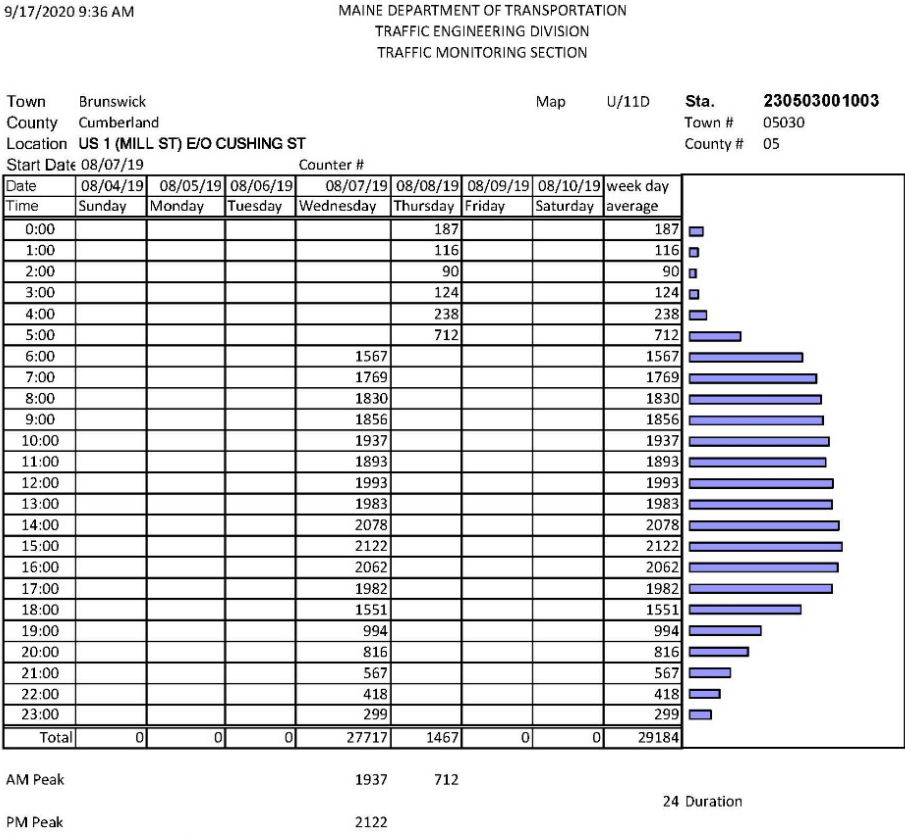 9/17/2020 9:36 AM MAINE DEPARTMENT OF TRANSPORTATION
TRAFFIC ENGINEERING DIVISION
TRAFFIC MONITORING SECTION
Town Brunswick Map U/11D Sta. 230503001003
County Cumberland Town # 05030
Location US 1 (MILL ST) E/O CUSHING ST County # 05
Start Date 08/07/19 Counter #
Date 08/04/19 08/05/19 08/06/19 08/07/19 08/08/19 08/09/19 08/10/19 week day
Time Sunday Monday Tuesday Wednesday Thursday Friday Saturday average
0:00 187 187
1:00 116 116
2:00 90 90
3:00 124 124
4:00 238 238
5:00 712 712
6:00 1567 1567
7:00 1769 1769
8:00 1830 1830
9:00 1856 1856
10:00 1937 1937
11:00 1893 1893
12:00 1993 1993
13:00 1983 1983
14:00 2078 2078
15:00 2122 2122
16:00 2062 2062
17:00 1982 1982
18:00 1551 1551
19:00 994 994
20:00 816 816
21:00 567 567
22:00 418 418
23:00 299 299
Total 0 0 0 27717 1467 0 0 29184
AM Peak 1937 712
24 Duration
PM Peak 2122